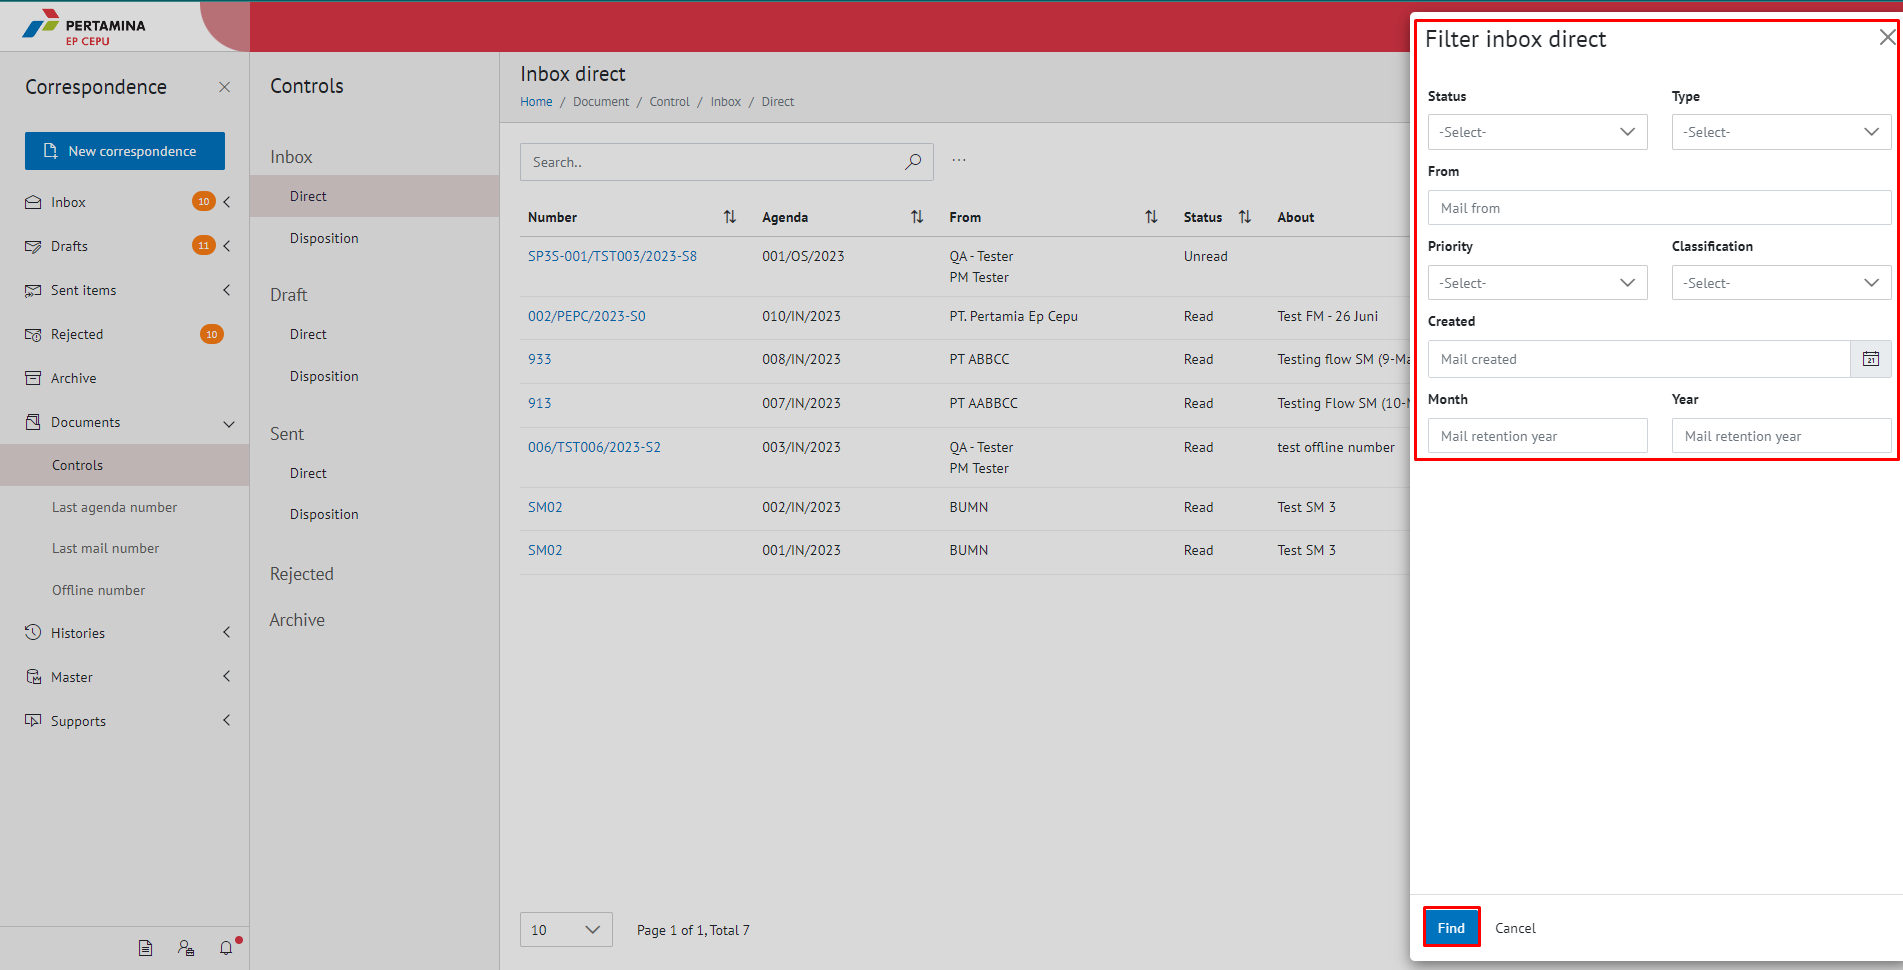 PERTAMINA
EP CEPU
Correspondence
New correspondence
Inbox 10
Drafts 11
Sent items
Rejected 10
Archive
Documents
Controls
Last agenda number
Last mail number
Offline number
Histories
Master
Supports
Controls
Inbox
Direct
Disposition
Draft
Direct
Disposition
Sent
Direct
Disposition
Rejected
Archive
Inbox direct
Home / Document / Control / Inbox / Direct
Search..
...
Number Agenda From Status About
SP3S-001/TST003/2023-S8 001/OS/2023 QA - Tester Unread
PM Tester
002/PEPC/2023-S0 010/IN/2023 PT. Pertamia Ep Cepu Read Test FM - 26 Juni
933 008/IN/2023 PT ABBCC Read Testing flow SM (9-Ma
913 007/IN/2023 PT AABBCC Read Testing Flow SM (10-M
006/TST006/2023-S2 003/IN/2023 QA - Tester Read test offline number
PM Tester
SM02 002/IN/2023 BUMN Read Test SM 3
SM02 001/IN/2023 BUMN Read Test SM 3
10 Page 1 of 1, Total 7
Filter inbox direct
Status Type
-Select- -Select-
From
Mail from
Priority Classification
-Select- -Select-
Created
Mail created 21
Month Year
Mail retention year Mail retention year
Find Cancel